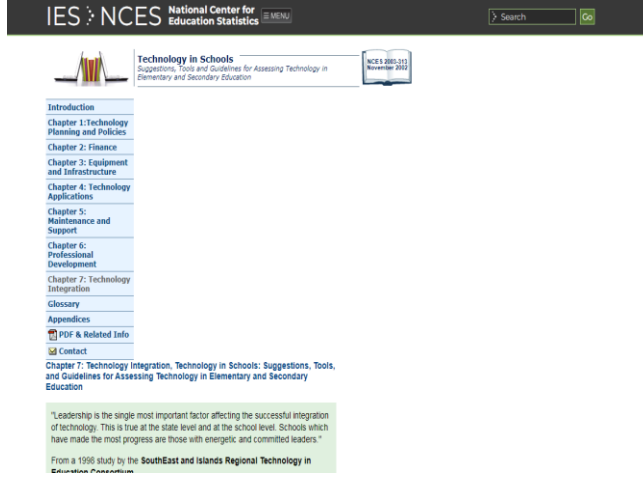 IES NCES National Center for
Education Statistics
MENU
Search
Go
Technology in Schools
Suggestions, Tools and Guidelines for Assessing Technology in
Elementary and Secondary Education
NCES 2003-313
November 2002
Introduction
Chapter 1:Technology
Planning and Policies
Chapter 2: Finance
Chapter 3: Equipment
and Infrastructure
Chapter 4: Technology
Applications
Chapter 5:
Maintenance and
Support
Chapter 6:
Professional
Development
Chapter 7: Technology
Integration
Glossary
Appendices
PDF & Related Info
Contact
Chapter 7: Technology Integration, Technology in Schools: Suggestions, Tools,
and Guidelines for Assessing Technology in Elementary and Secondary
Education
"Leadership is the single most important factor affecting the successful integration
of technology. This is true at the state level and at the school level. Schools which
have made the most progress are those with energetic and committed leaders."
From a 1998 study by the SouthEast and Islands Regional Technology in
Education Consortium